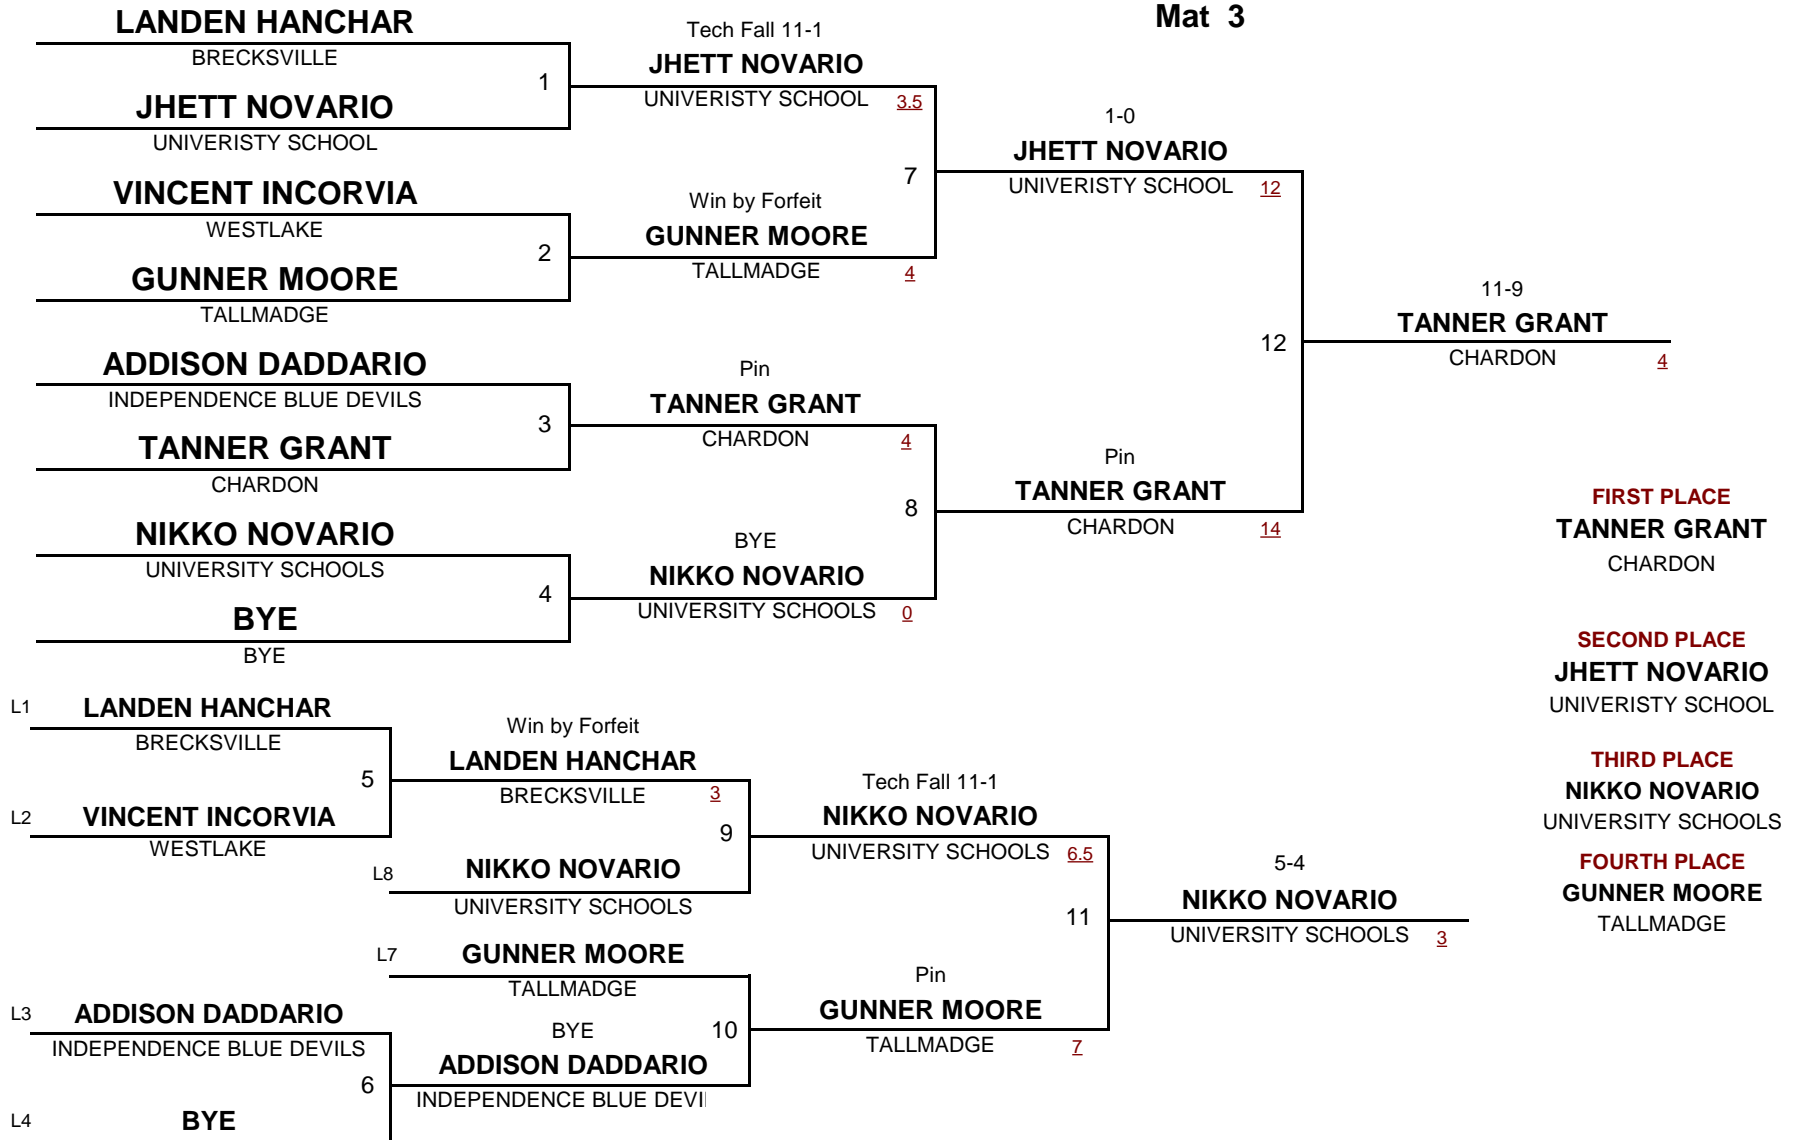 Mat 3
LANDEN HANCHAR
BRECKSVILLE
1
JHETT NOVARIO
UNIVERISTY SCHOOL
VINCENT INCORVIA
WESTLAKE
2
GUNNER MOORE
TALLMADGE
ADDISON DADDARIO
INDEPENDENCE BLUE DEVILS
3
TANNER GRANT
CHARDON
NIKKO NOVARIO
UNIVERSITY SCHOOLS
4
BYE
BYE
Tech Fall 11-1
JHETT NOVARIO
UNIVERISTY SCHOOL 3.5
7
Win by Forfeit
GUNNER MOORE
TALLMADGE 4
Pin
TANNER GRANT
CHARDON 4
8
BYE
NIKKO NOVARIO
UNIVERSITY SCHOOLS 0
1-0
JHETT NOVARIO
UNIVERISTY SCHOOL 12
12
Pin
TANNER GRANT
CHARDON 14
11-9
TANNER GRANT
CHARDON 4
FIRST PLACE
TANNER GRANT
CHARDON
SECOND PLACE
JHETT NOVARIO
UNIVERISTY SCHOOL
THIRD PLACE
NIKKO NOVARIO
UNIVERSITY SCHOOLS
FOURTH PLACE
GUNNER MOORE
TALLMADGE
L1 LANDEN HANCHAR
BRECKSVILLE
5
L2 VINCENT INCORVIA
WESTLAKE
Win by Forfeit
LANDEN HANCHAR
BRECKSVILLE 3
9
L8 NIKKO NOVARIO
UNIVERSITY SCHOOLS
L7 GUNNER MOORE
TALLMADGE
10
BYE
ADDISON DADDARIO
INDEPENDENCE BLUE DEVI
L3 ADDISON DADDARIO
INDEPENDENCE BLUE DEVILS
6
L4 BYE
Tech Fall 11-1
NIKKO NOVARIO
UNIVERSITY SCHOOLS 6.5
11
Pin
GUNNER MOORE
TALLMADGE 7
5-4
NIKKO NOVARIO
UNIVERSITY SCHOOLS 3